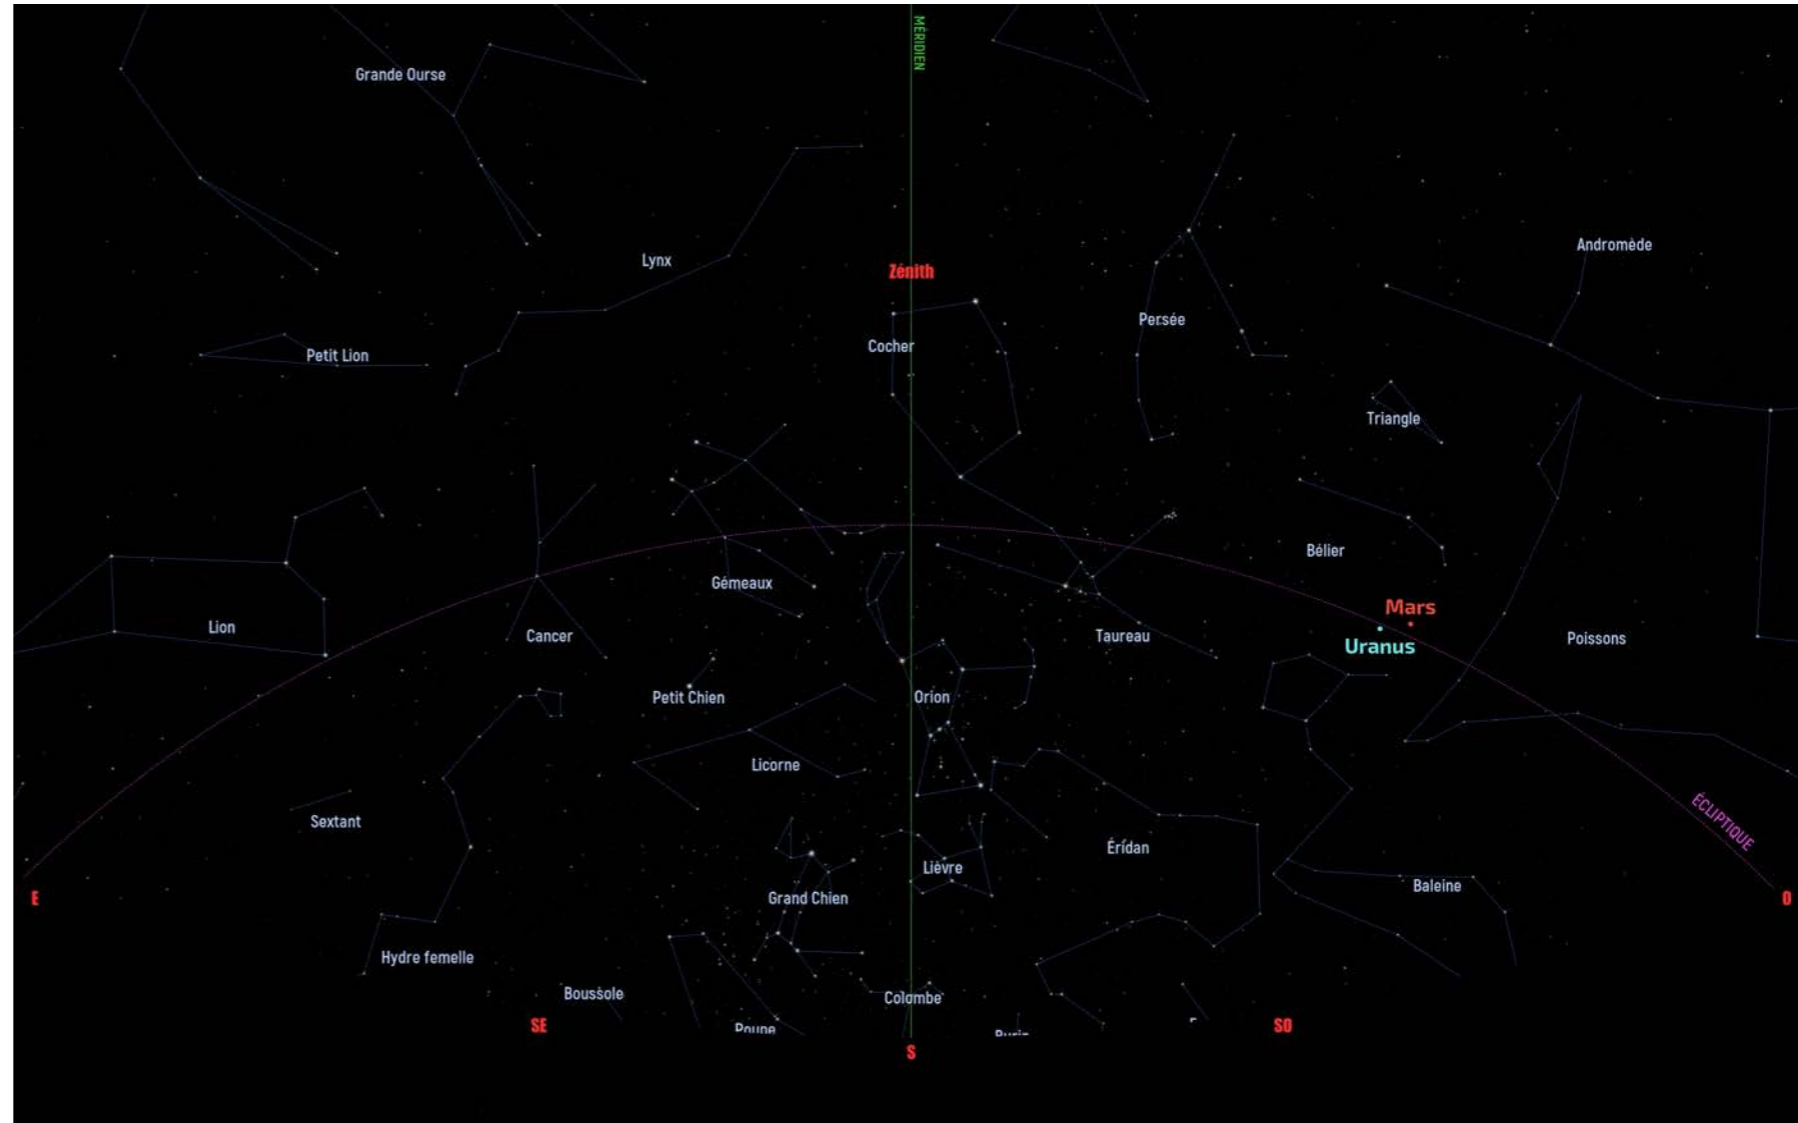 MÉRIDIEN
Grande Ourse
Andromède
Lynx
Zénith
Persée
Cocher
Petit Lion
Triangle
Bélier
Gémeaux
Mars
Lion
Cancer
Taureau
Poissons
Uranus
Petit Chien
Orion
Licorne
Sextant
ÉCLIPTIQUE
Éridan
Lièvre
Baleine
Grand Chien
E
O
Hydre femelle
Boussole
Colombe
SE
SO
S